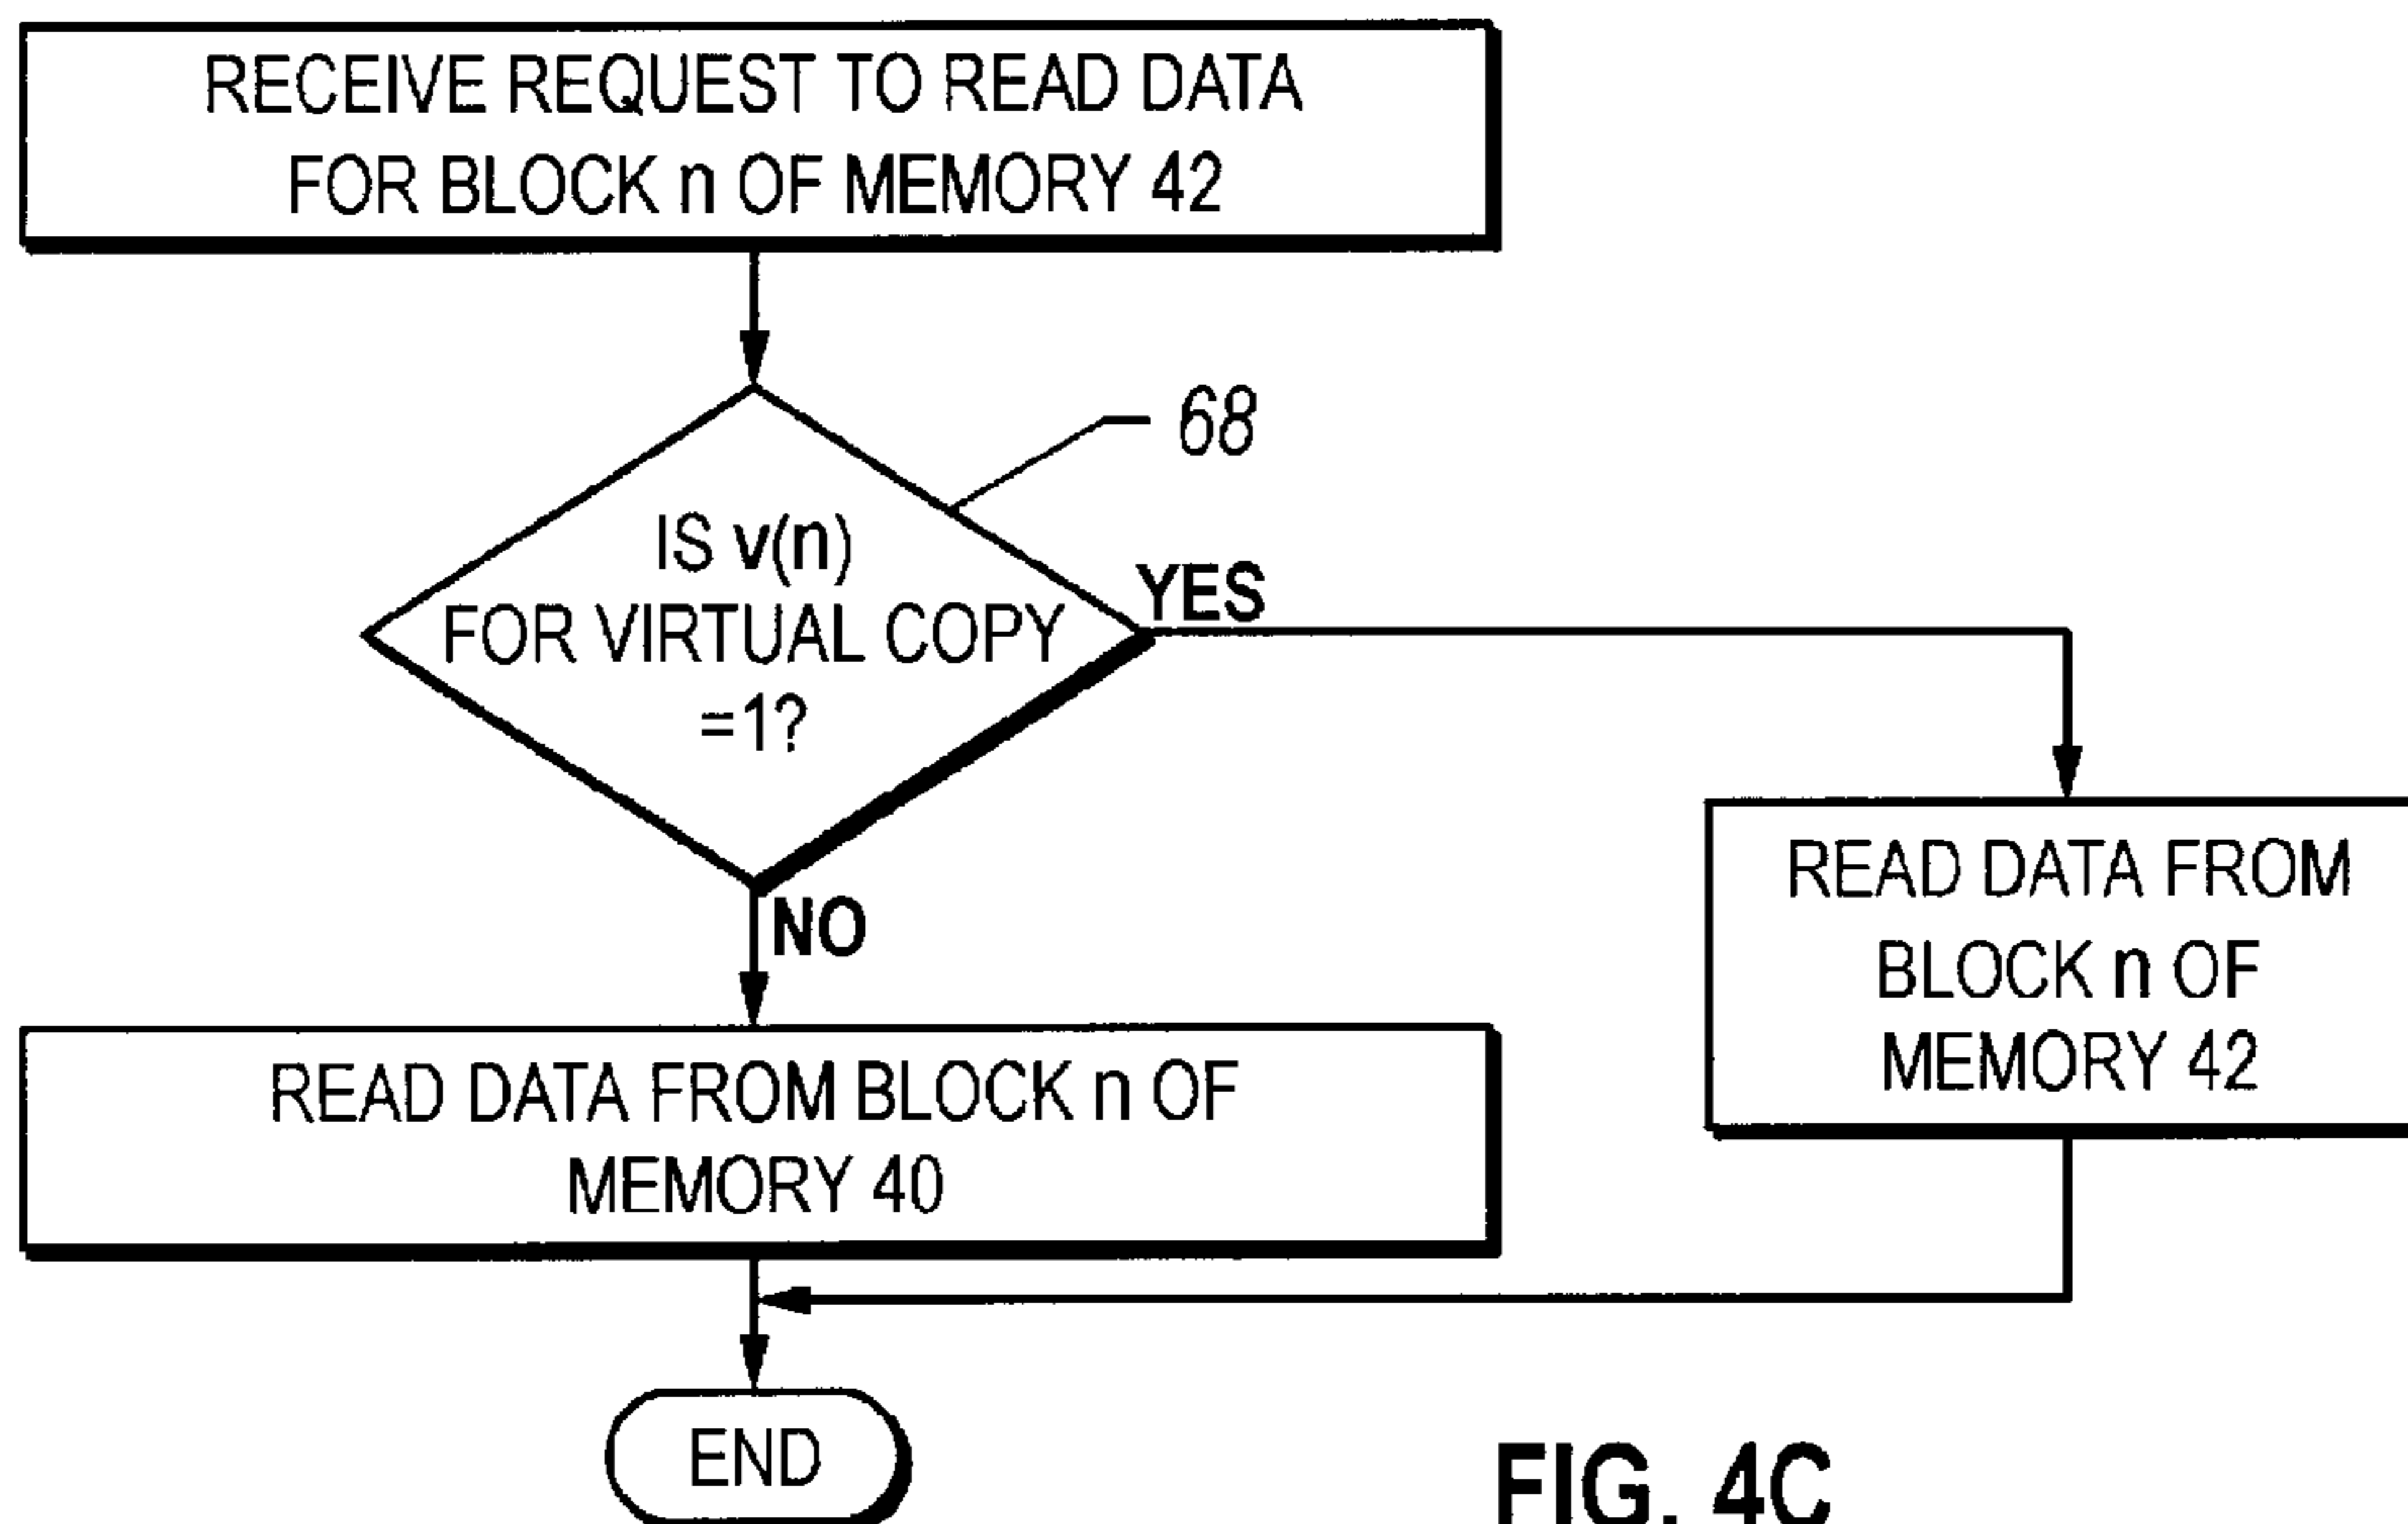 RECEIVE REQUEST TO READ DATA
FOR BLOCK n OF MEMORY 42
68
IS v(n)
FOR VIRTUAL COPY
=1?
YES
NO
READ DATA FROM
BLOCK n OF
MEMORY 42
READ DATA FROM BLOCK n OF
MEMORY 40
END
FIG. 4C